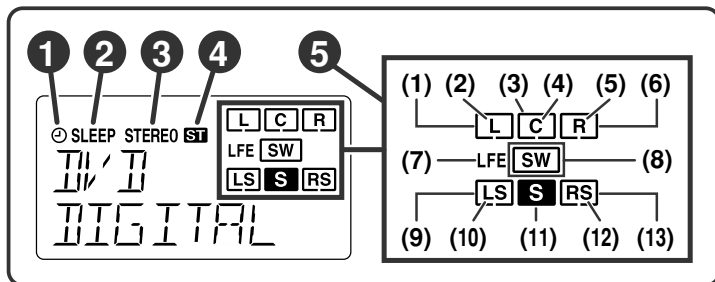 1 2 3 4 5
SLEEP STEREO ST
L C R
LFE SW
LS S RS
DVD
DIGITAL
(1) (2) (3) (4) (5) (6)
L C R
(7) LFE SW (8)
LS S RS
(9) (10) (11) (12) (13)